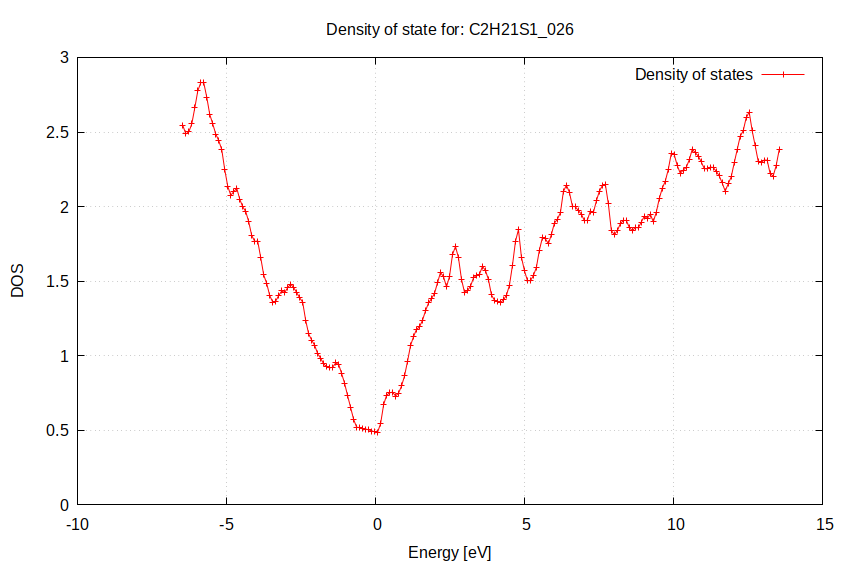 Density of state for: C2H21S1_026
Density of states
3
2.5
2
1.5
1
0.5
0
DOS
-10 -5 0 5 10 15
Energy [eV]